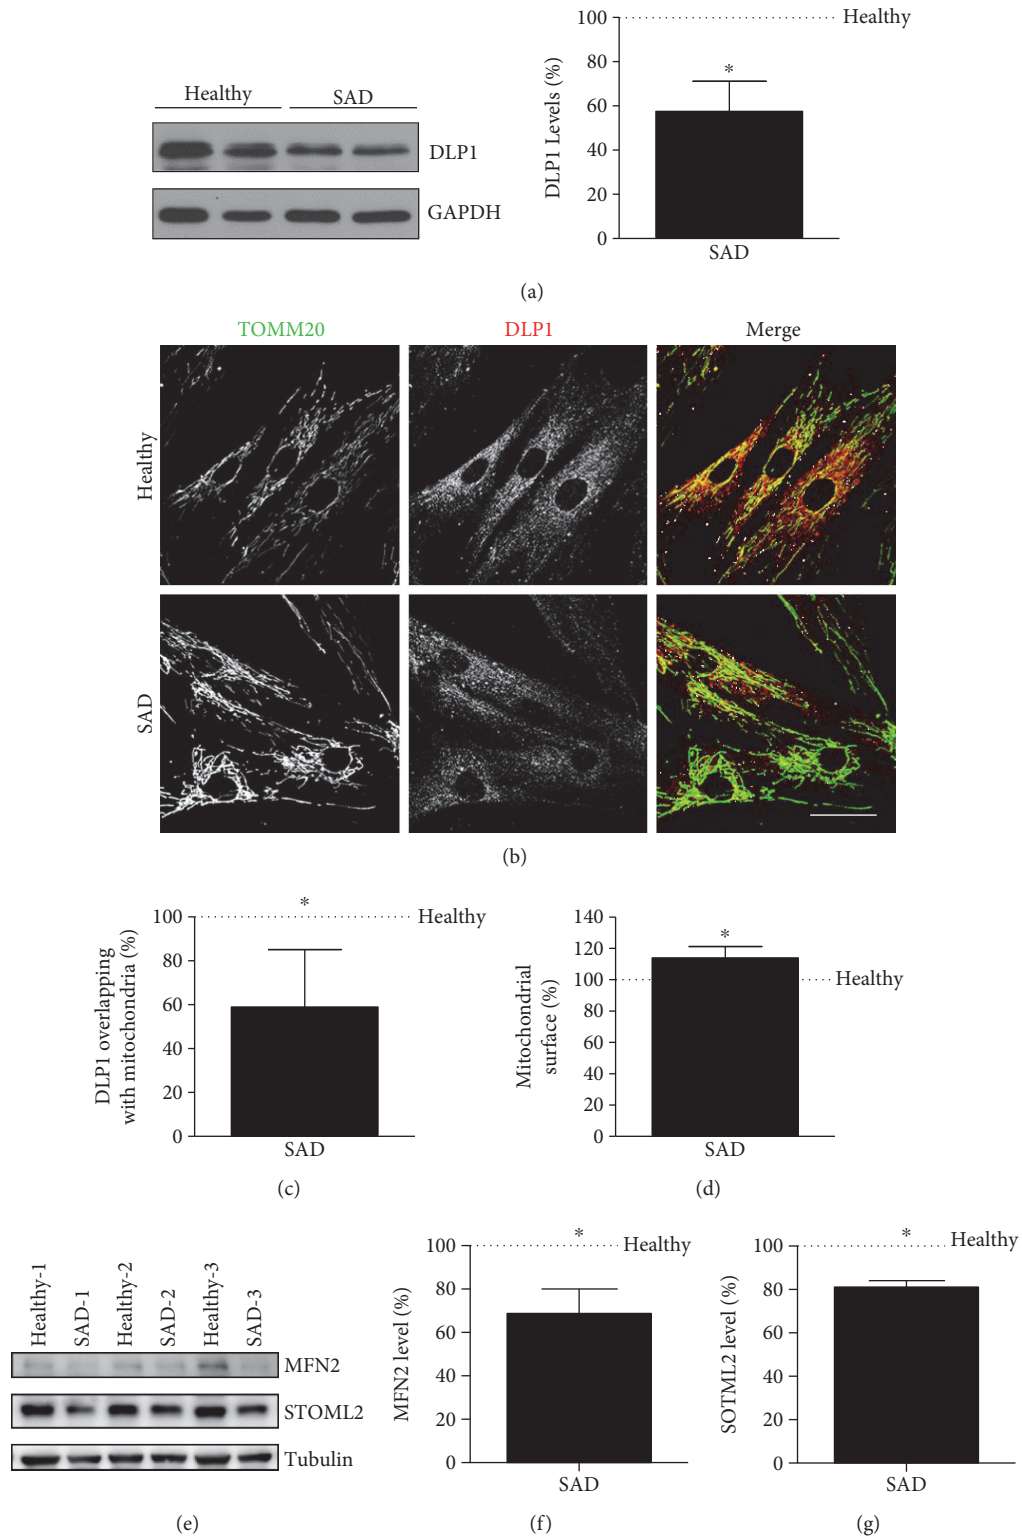 Healthy SAD
DLP1
GAPDH
DLP1 Levels (%)
100
80
60
40
20
0
Healthy
*
SAD
(a)
TOMM20 DLP1 Merge
Healthy
SAD
(b)
DLP1 overlapping
with mitochondria (%)
100
80
60
40
20
0
*
Healthy
SAD
(c)
Mitochondrial
surface (%)
140
120
100
80
60
40
20
0
*
Healthy
SAD
(d)
Healthy-1 SAD-1 Healthy-2 SAD-2 Healthy-3 SAD-3
MFN2
STOML2
Tubulin
(e)
MFN2 level (%)
100
80
60
40
20
0
*
Healthy
SAD
(f)
SOTML2 level (%)
100
80
60
40
20
0
*
Healthy
SAD
(g)